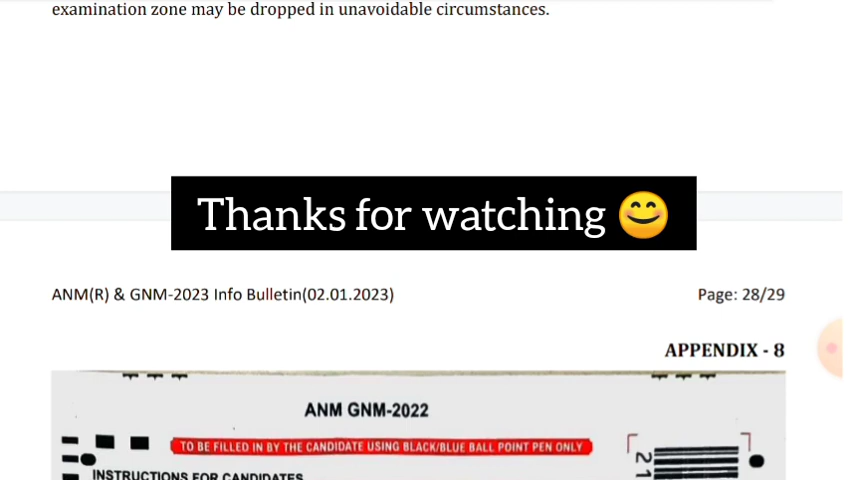 examination zone may be dropped in unavoidable circumstances.
Thanks for watching 😊
ANM(R) & GNM-2023 Info Bulletin(02.01.2023) Page: 28/29
APPENDIX - 8
ANM GNM-2022
TO BE FILLED IN BY THE CANDIDATE USING BLACK/BLUE BALL POINT PEN ONLY
INSTRUCTIONS FOR CANDIDATES
21